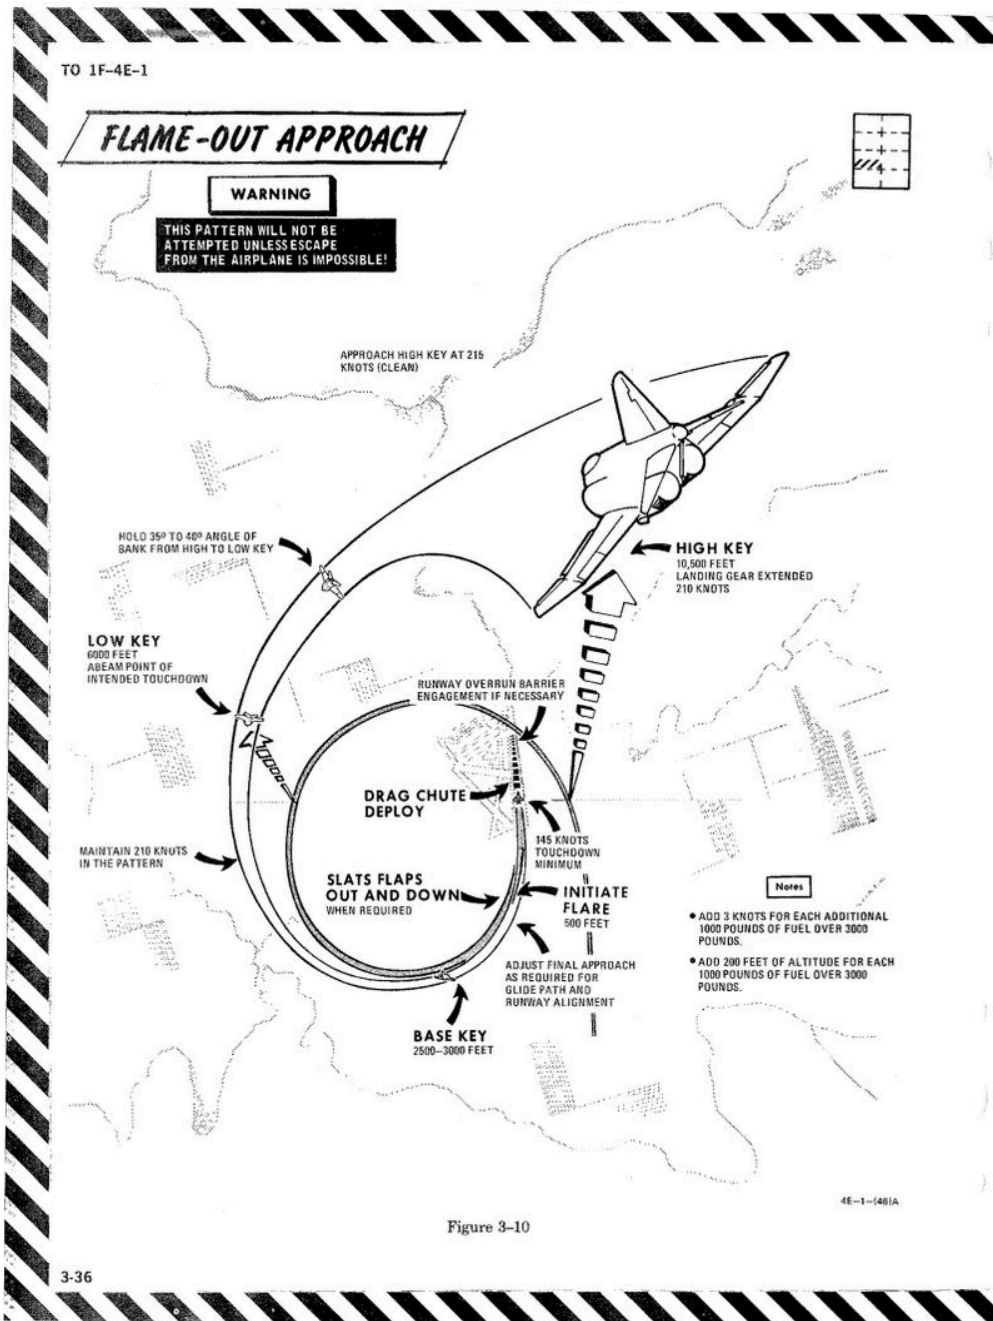 TO 1F-4E-1
FLAME-OUT APPROACH
WARNING
THIS PATTERN WILL NOT BE
ATTEMPTED UNLESS ESCAPE
FROM THE AIRPLANE IS IMPOSSIBLE!
APPROACH HIGH KEY AT 215
KNOTS (CLEAN)
HOLD 35º TO 40º ANGLE OF
BANK FROM HIGH TO LOW KEY
HIGH KEY
10,500 FEET
LANDING GEAR EXTENDED
210 KNOTS
LOW KEY
6000 FEET
ABEAM POINT OF
INTENDED TOUCHDOWN
RUNWAY OVERRUN BARRIER
ENGAGEMENT IF NECESSARY
DRAG CHUTE
DEPLOY
145 KNOTS
TOUCHDOWN
MINIMUM
MAINTAIN 210 KNOTS
IN THE PATTERN
SLATS FLAPS
OUT AND DOWN
WHEN REQUIRED
INITIATE
FLARE
500 FEET
ADJUST FINAL APPROACH
AS REQUIRED FOR
GLIDE PATH AND
RUNWAY ALIGNMENT
BASE KEY
2500-3000 FEET
Notes
● ADD 3 KNOTS FOR EACH ADDITIONAL
1000 POUNDS OF FUEL OVER 3000
POUNDS.
● ADD 200 FEET OF ALTITUDE FOR EACH
1000 POUNDS OF FUEL OVER 3000
POUNDS.
4E-1-(46)A
Figure 3-10
3-36